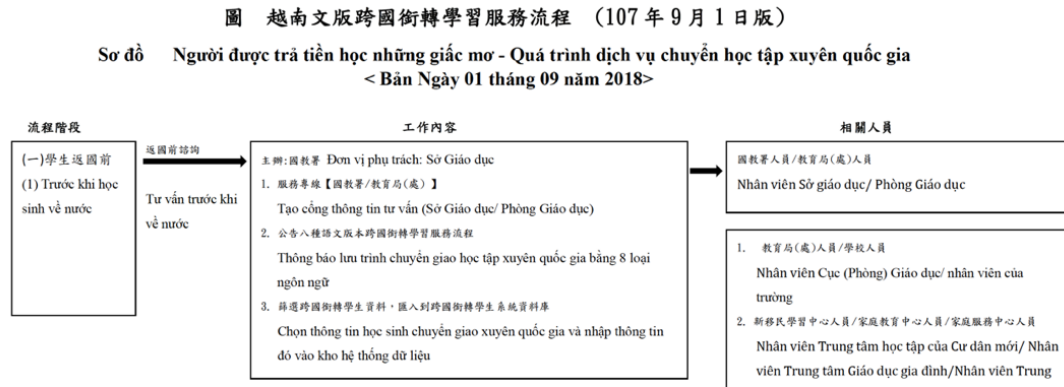 圖 越南文版跨國銜轉學習服務流程 (107年9月1日版)
Sơ đồ Người được trả tiền học những giấc mơ - Quá trình dịch vụ chuyển học tập xuyên quốc gia
< Bản Ngày 01 tháng 09 năm 2018>
流程階段
(一)學生返國前
(1) Trước khi học
sinh về nước
返國前諮詢
Tư vấn trước khi
về nước
工作內容
主辦:國教署 Đơn vị phụ trách: Sở Giáo dục
1. 服務專線【國教署/教育局(處)】
Tạo cổng thông tin tư vấn (Sở Giáo dục/ Phòng Giáo dục)
2. 公告八種語文版本跨國銜轉學習服務流程
Thông báo lưu trình chuyển giao học tập xuyên quốc gia bằng 8 loại
ngôn ngữ
3. 篩選跨國銜轉學生資料，匯入到跨國銜轉學生系統資料庫
Chọn thông tin học sinh chuyển giao xuyên quốc gia và nhập thông tin
đó vào kho hệ thống dữ liệu
相關人員
國教署人員/教育局(處)人員
Nhân viên Sở giáo dục/ Phòng Giáo dục
1. 教育局(處)人員/學校人員
Nhân viên Cục (Phòng) Giáo dục/ nhân viên của
trường
2. 新移民學習中心人員/家庭教育中心人員/家庭服務中心人員
Nhân viên Trung tâm học tập của Cư dân mới/ Nhân
viên Trung tâm Giáo dục gia đình/Nhân viên Trung